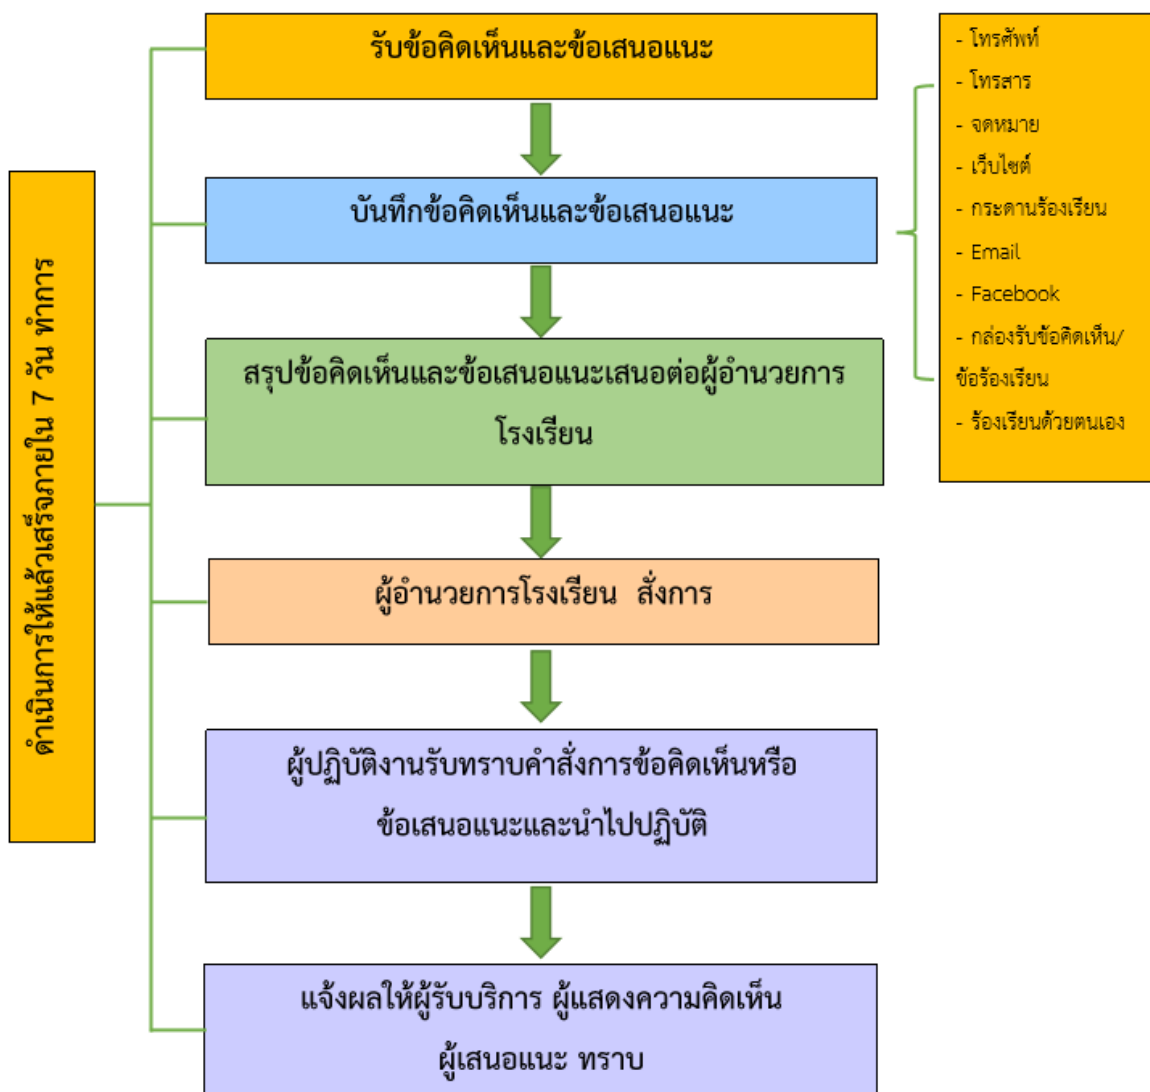 รับข้อคิดเห็นและข้อเสนอแนะ
บันทึกข้อคิดเห็นและข้อเสนอแนะ
สรุปข้อคิดเห็นและข้อเสนอแนะเสนอต่อผู้อำนวยการ
โรงเรียน
ผู้อำนวยการโรงเรียน สั่งการ
ผู้ปฏิบัติงานรับทราบคำสั่งการข้อคิดเห็นหรือ
ข้อเสนอแนะและนำไปปฏิบัติ
แจ้งผลให้ผู้รับบริการ ผู้แสดงความคิดเห็น
ผู้เสนอแนะ ทราบ
ดำเนินการให้แล้วเสร็จภายใน 7 วัน ทำการ
- โทรศัพท์
- โทรสาร
- จดหมาย
- เว็บไซต์
- กระดานร้องเรียน
- Email
- Facebook
- กล่องรับข้อคิดเห็น/
ข้อร้องเรียน
- ร้องเรียนด้วยตนเอง